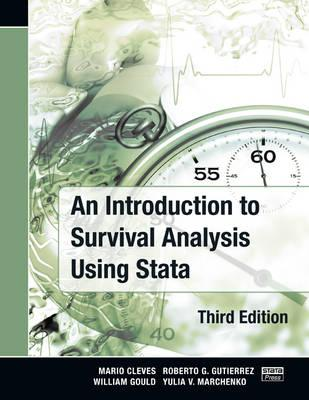 60
55
An Introduction to
Survival Analysis
Using Stata
Third Edition
40
MARIO CLEVES ROBERTO G. GUTIERREZ
WILLIAM GOULD YULIA V. MARCHENKO
STATA
Press